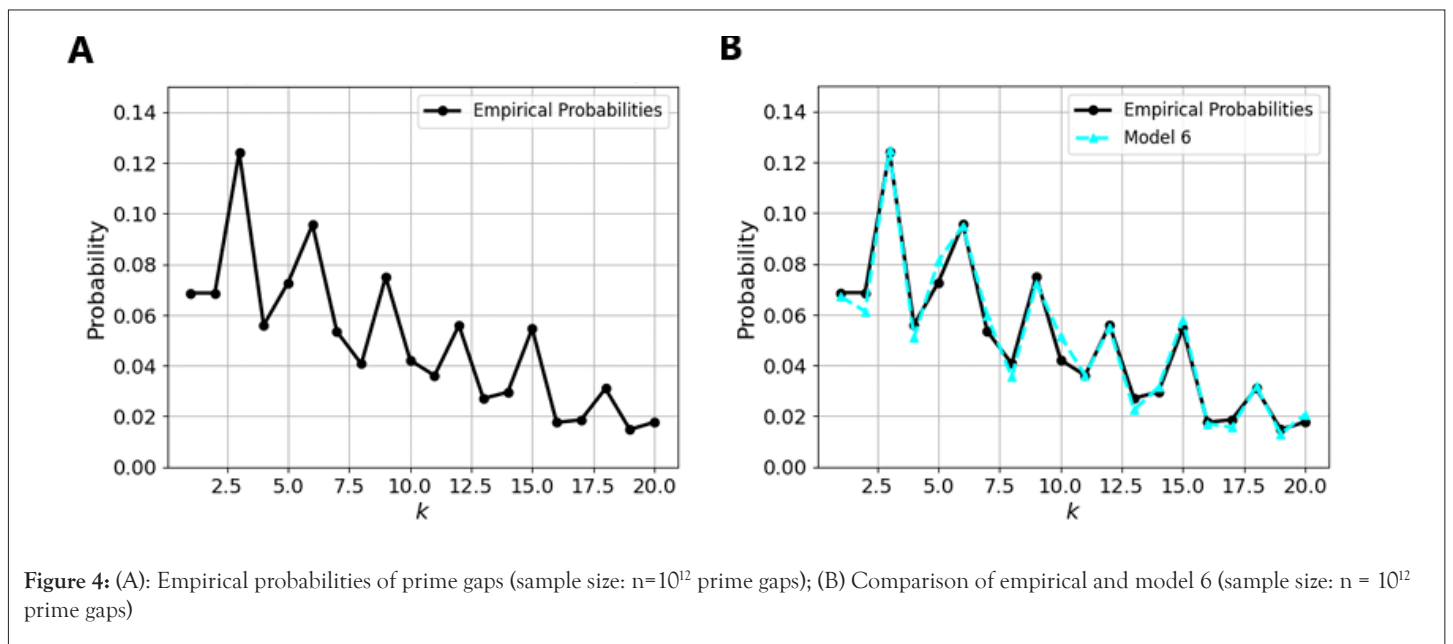 A
B
Empirical Probabilities
0.14
0.12
0.10
0.08
0.06
0.04
0.02
0.00
Probability
2.5 5.0 7.5 10.0 12.5 15.0 17.5 20.0
k
Empirical Probabilities
Model 6
0.14
0.12
0.10
0.08
0.06
0.04
0.02
0.00
Probability
2.5 5.0 7.5 10.0 12.5 15.0 17.5 20.0
k
Figure 4: (A): Empirical probabilities of prime gaps (sample size: n=10¹² prime gaps); (B) Comparison of empirical and model 6 (sample size: n = 10¹²
prime gaps)